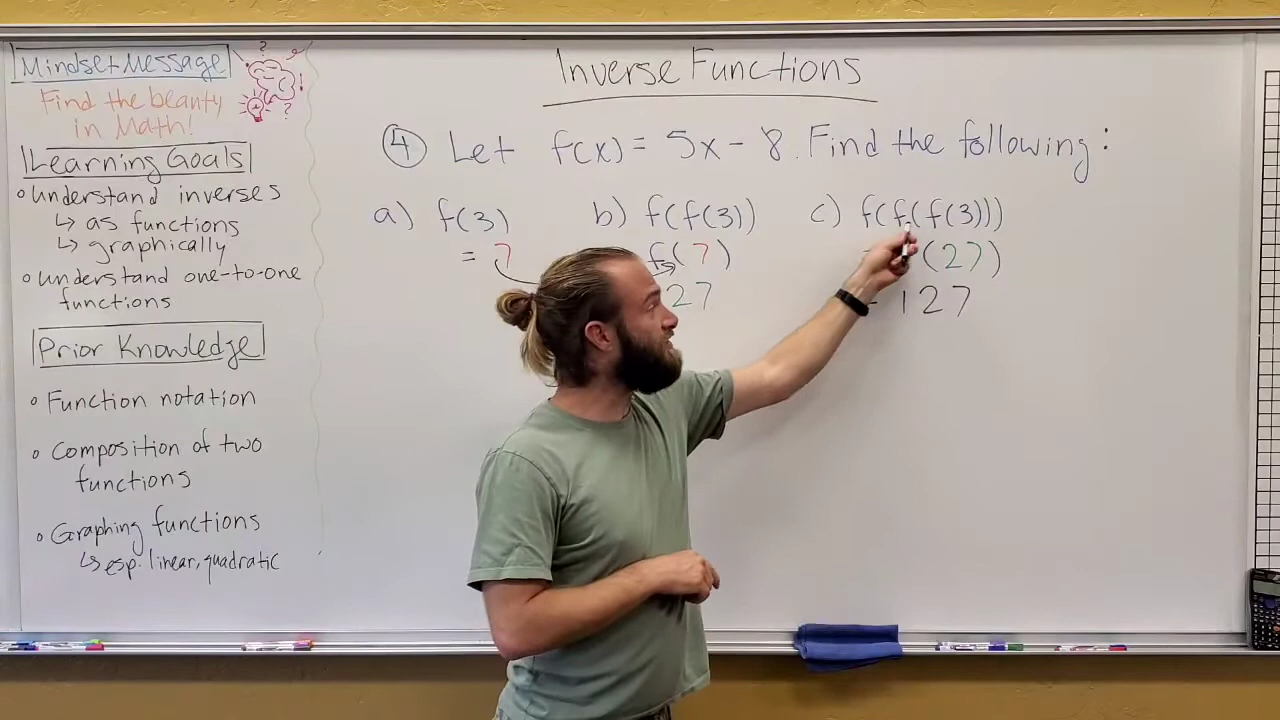 Mindset Message
Find the beauty
in Math!
Learning Goals
Understand inverses
↳ as functions
↳ graphically
Understand one-to-one
functions
Prior Knowledge
Function notation
Composition of two
functions
Graphing functions
↳ esp. linear, quadratic
Inverse Functions
④ Let f(x) = 5x - 8. Find the following:
a) f(3)
= 7
b) f(f(3))
f(7)
27
c) f(f(f(3)))
(27)
= 127